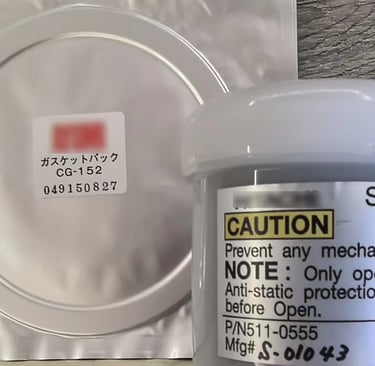 ガスケットパック
CG-152
049150827
S
CAUTION
Prevent any mecha
NOTE : Only ope
Anti-static protectio
before Open.
P/N511-0555
Mfg# S-01043